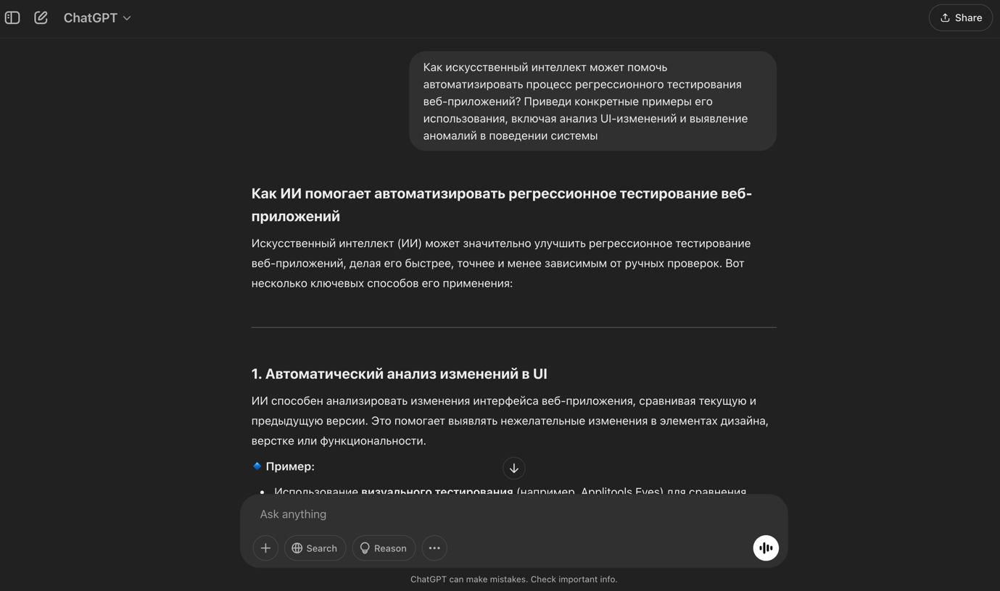 ChatGPT
Share
Как искусственный интеллект может помочь
автоматизировать процесс регрессионного тестирования
веб-приложений? Приведи конкретные примеры его
использования, включая анализ UI-изменений и выявление
аномалий в поведении системы
Как ИИ помогает автоматизировать регрессионное тестирование веб-
приложений
Искусственный интеллект (ИИ) может значительно улучшить регрессионное тестирование
веб-приложений, делая его быстрее, точнее и менее зависимым от ручных проверок. Вот
несколько ключевых способов его применения:
1. Автоматический анализ изменений в UI
ИИ способен анализировать изменения интерфейса веб-приложения, сравнивая текущую и
предыдущую версии. Это помогает выявлять нежелательные изменения в элементах дизайна,
верстке или функциональности.
Пример:
• Использование визуального тестирования (например, Applitools Eyes) для сравнения
Ask anything
Search
Reason
ChatGPT can make mistakes. Check important info.